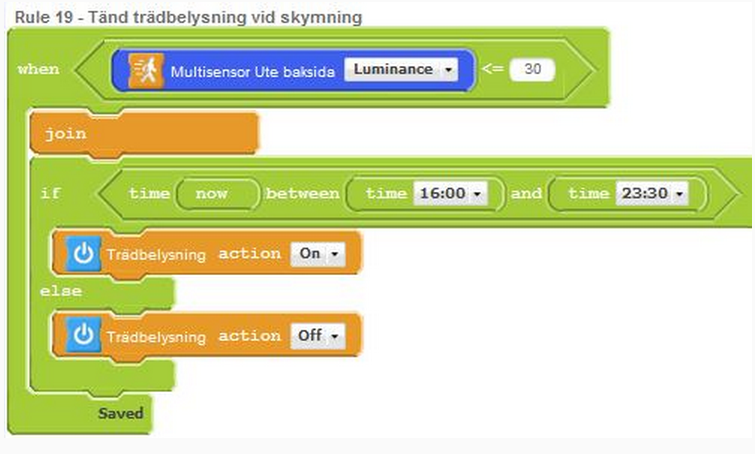 Rule 19 - Tänd trädbelysning vid skymning
when Multisensor Ute baksida Luminance <= 30
join
if time now between time 16:00 and time 23:30
Trädbelysning action On
else
Trädbelysning action Off
Saved